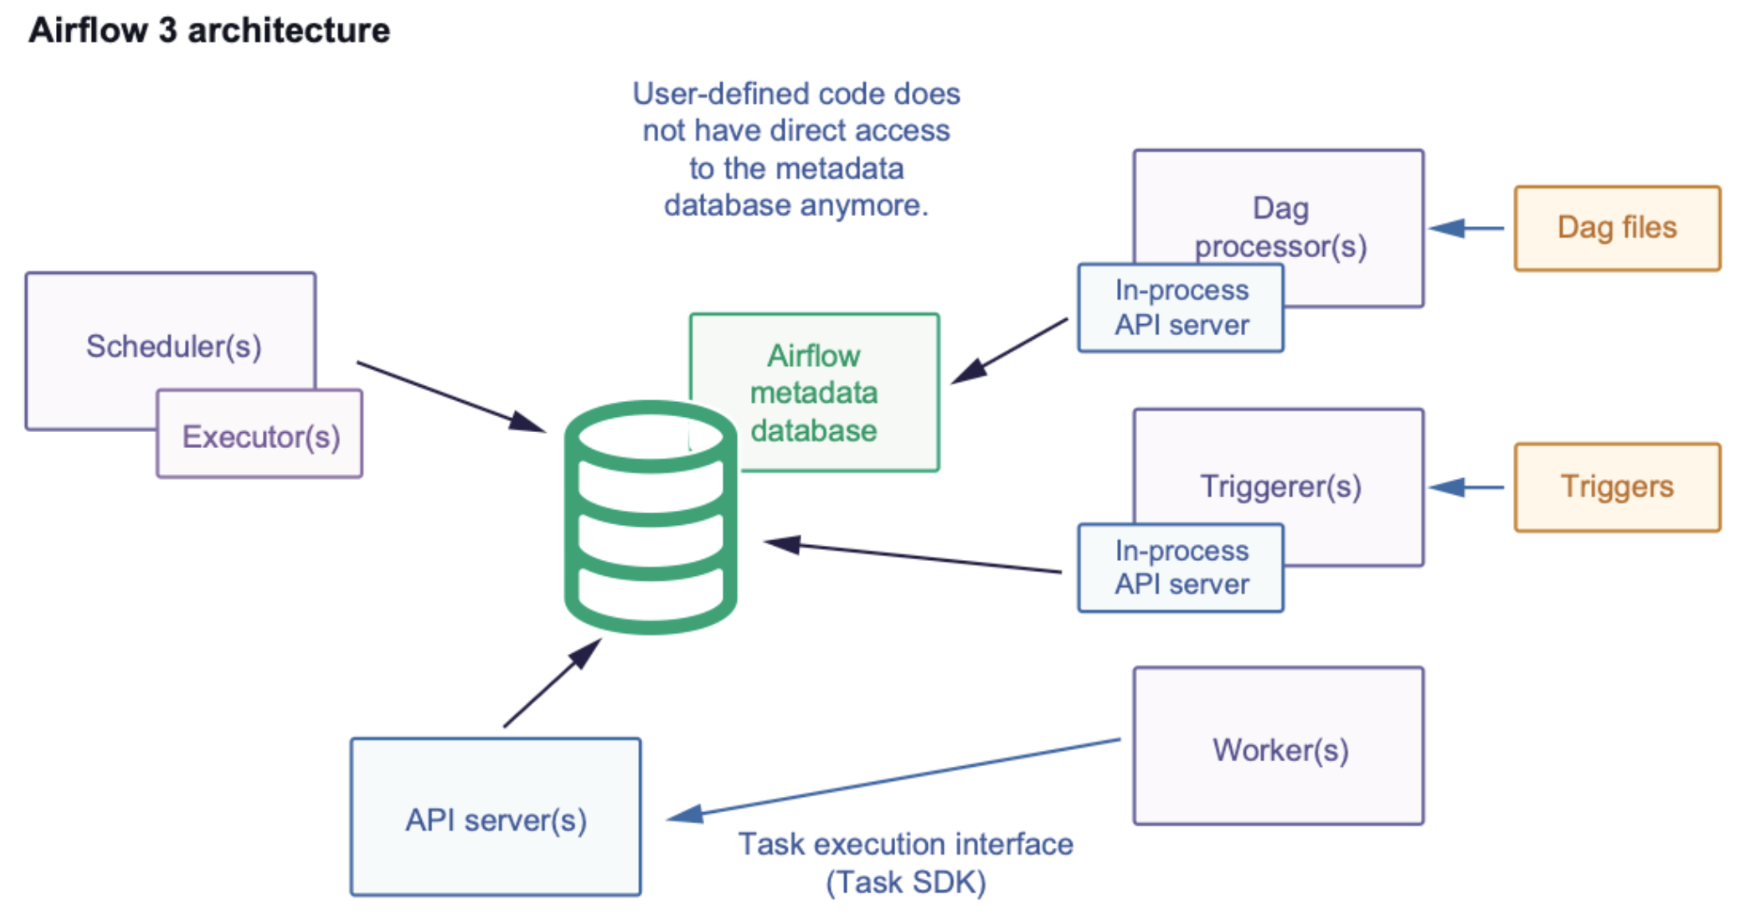 Airflow 3 architecture
User-defined code does
not have direct access
to the metadata
database anymore.
Dag
processor(s)
Dag files
In-process
API server
Scheduler(s)
Executor(s)
Airflow
metadata
database
Triggerer(s)
Triggers
In-process
API server
Worker(s)
API server(s)
Task execution interface
(Task SDK)